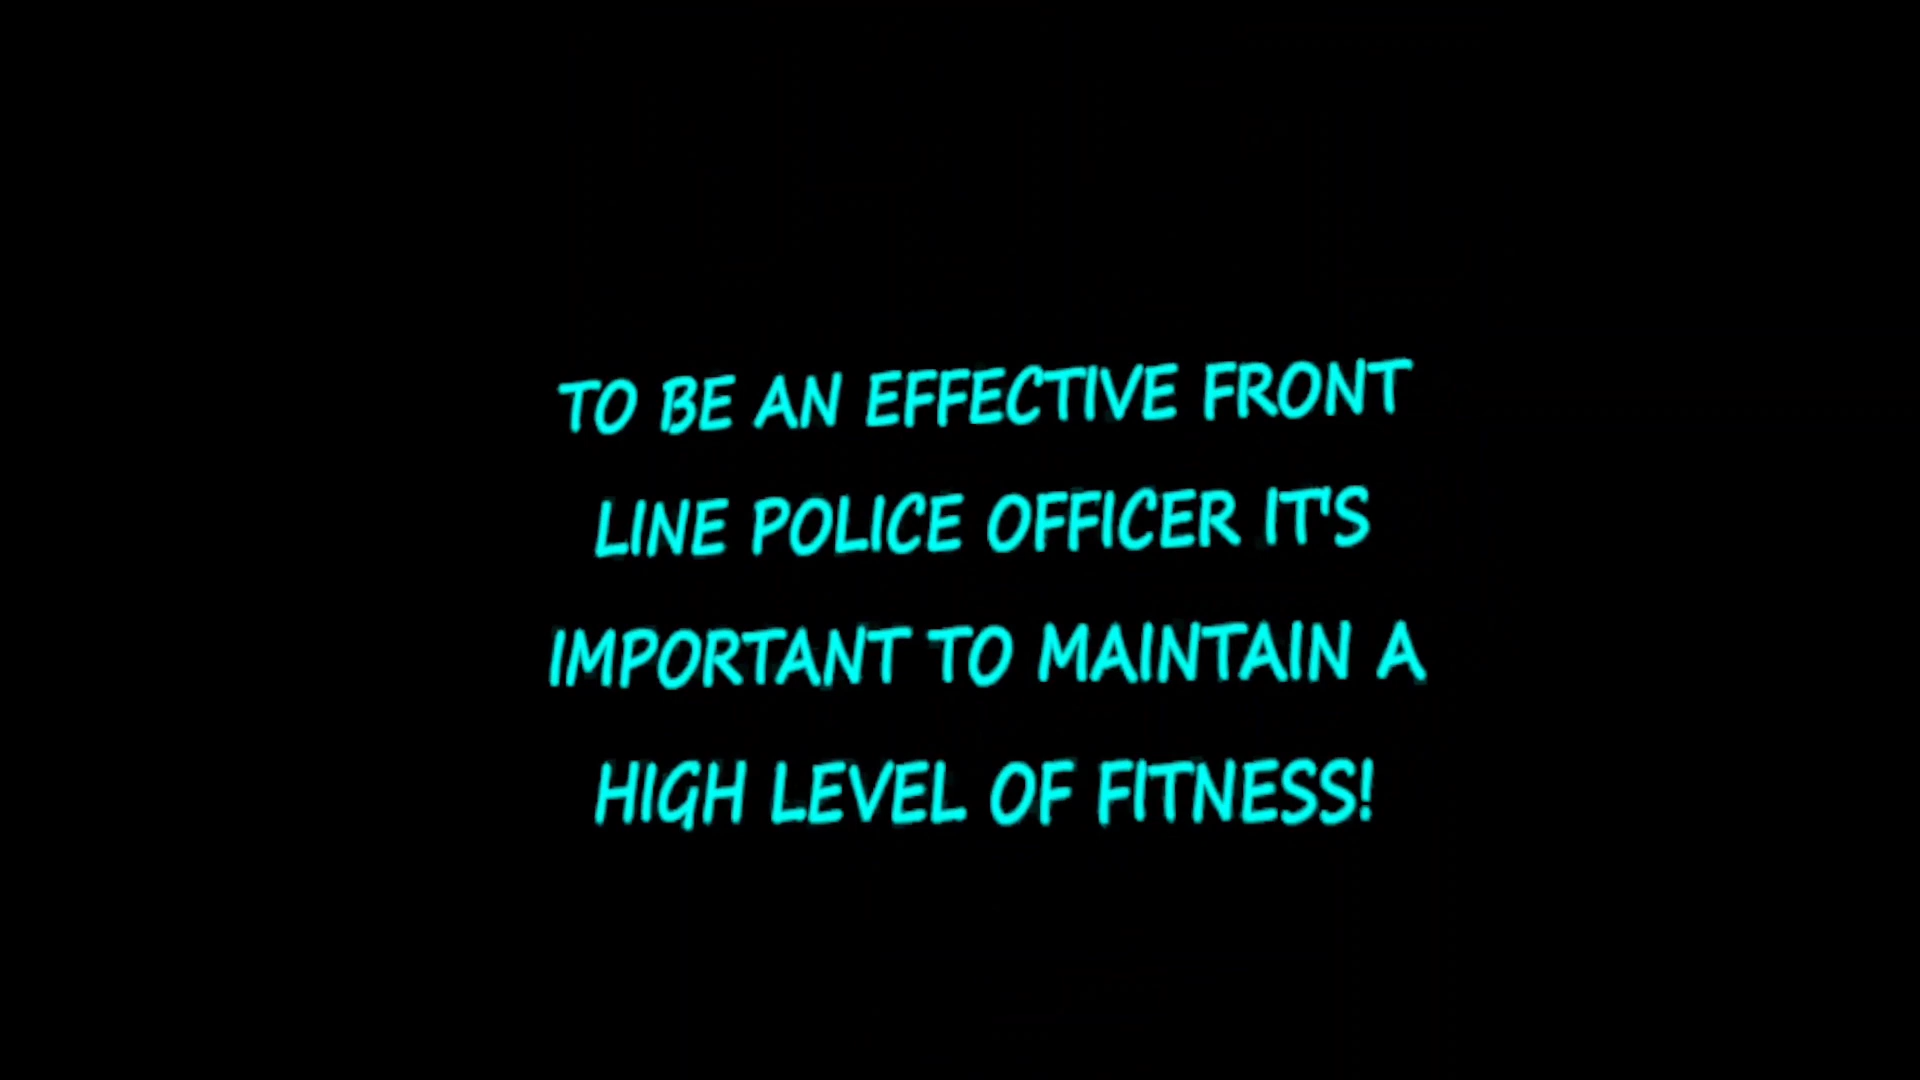 TO BE AN EFFECTIVE FRONT
LINE POLICE OFFICER IT'S
IMPORTANT TO MAINTAIN A
HIGH LEVEL OF FITNESS!